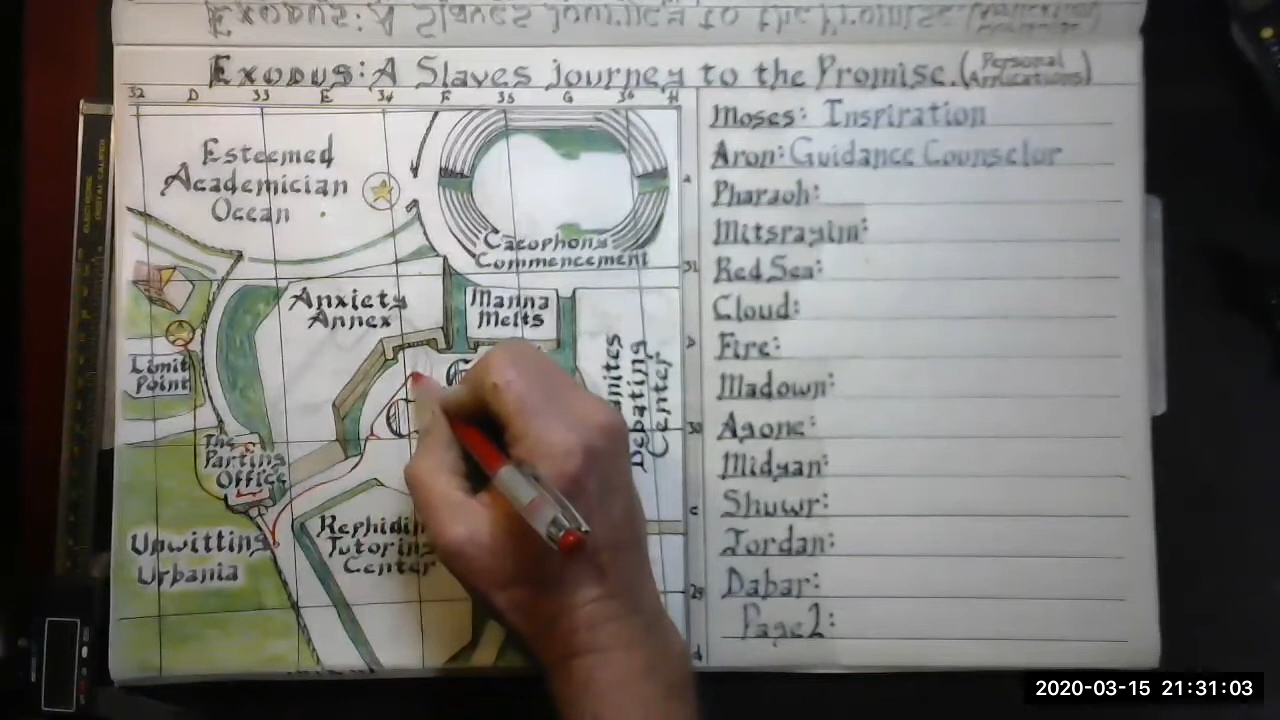 Exodus: A Slaves journey to the Promise. (Personal Applications)
32 D 33 E 34 F 35 G 36 H
Esteemed
Academician
Ocean
Cacophony
Commencement
A
31
Anxiety
Annex
Manna
Melts
B
Limit
Point
Debating
Center
30
The
Parting
Office
C
Unwitting
Urbania
Rephidim
Tutoring
Center
29
Moses: Inspiration
Aron: Guidance Counselor
Pharaoh:
Mitsrayim:
Red Sea:
Cloud:
Fire:
Madown:
Agone:
Midyan:
Shuwr:
Jordan:
Dabar:
Page 2:
2020-03-15 21:31:03